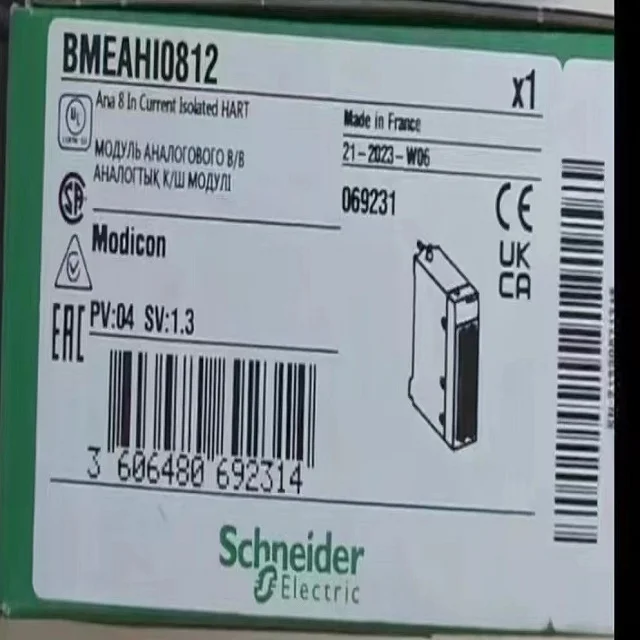 BMEAHI0812
x1
Ana 8 In Current Isolated HART
Made in France
МОДУЛЬ АНАЛОГОВОГО В/В
21-2023-W06
АНАЛОГТЫҚ К/Ш МОДУЛІ
069231
CE
UK
CA
Modicon
EAC
PV:04 SV:1.3
3 606480 692314
Schneider
Electric